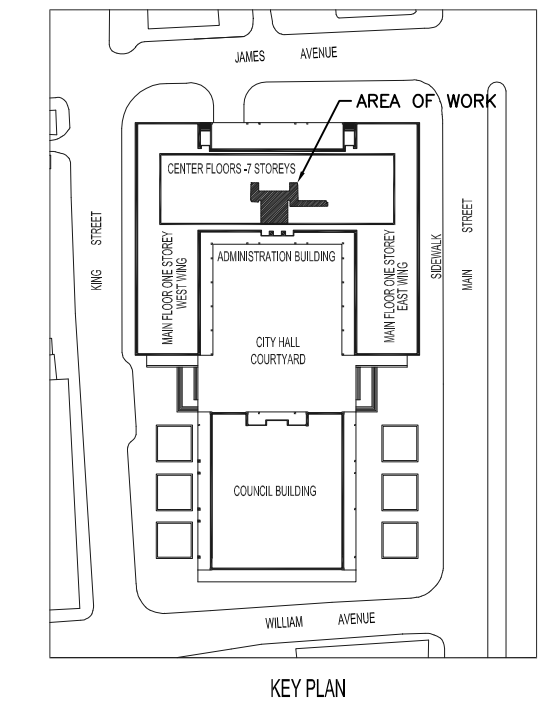 JAMES AVENUE
AREA OF WORK
CENTER FLOORS -7 STOREYS
KING STREET
MAIN FLOOR ONE STOREY
WEST WING
ADMINISTRATION BUILDING
MAIN FLOOR ONE STOREY
EAST WING
SIDEWALK
MAIN STREET
CITY HALL
COURTYARD
COUNCIL BUILDING
WILLIAM AVENUE
KEY PLAN